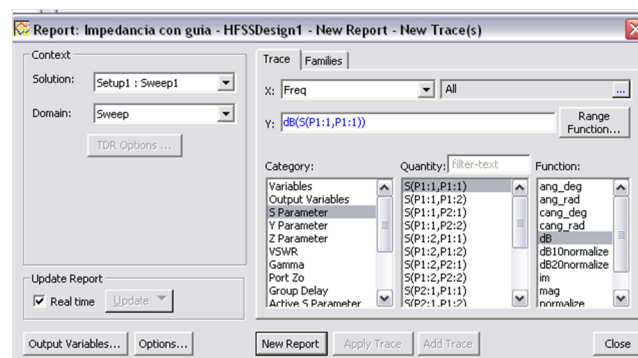 Report: Impedancia con guía - HFSSDesign1 - New Report - New Trace(s)
Context
Solution: Setup1 : Sweep1
Domain: Sweep
TDR Options ...
Update Report
Real time Update
Output Variables... Options...
Trace Families
X: Freq All ...
Y: dB(S(P1:1,P1:1)) Range Function...
Category:
Variables
Output Variables
S Parameter
Y Parameter
Z Parameter
VSWR
Gamma
Port Zo
Group Delay
Active S Parameter
Quantity: filter-text
S(P1:1,P1:1)
S(P1:1,P1:2)
S(P1:1,P2:1)
S(P1:1,P2:2)
S(P1:2,P1:1)
S(P1:2,P1:2)
S(P1:2,P2:1)
S(P1:2,P2:2)
S(P2:1,P1:1)
S(P2:1,P1:2)
Function:
ang_deg
ang_rad
cang_deg
cang_rad
dB
dB10normalize
dB20normalize
im
mag
normalize
New Report Apply Trace Add Trace Close